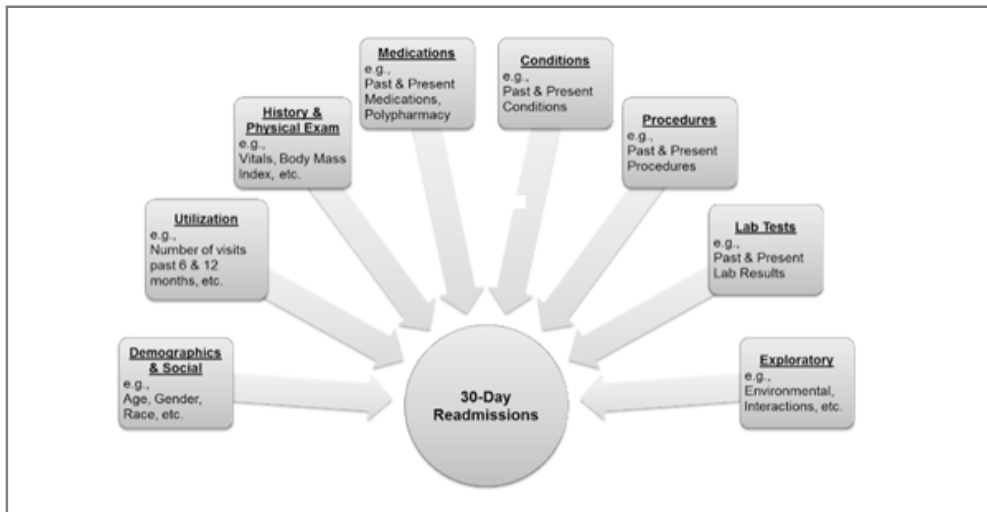 Medications
e.g.,
Past & Present
Medications,
Polypharmacy
Conditions
e.g.,
Past & Present
Conditions
History &
Physical Exam
e.g.,
Vitals, Body Mass
Index, etc.
Procedures
e.g.,
Past & Present
Procedures
Utilization
e.g.,
Number of visits
past 6 & 12
months, etc.
Lab Tests
e.g.,
Past & Present
Lab Results
Demographics
& Social
e.g.,
Age, Gender,
Race, etc.
Exploratory
e.g.,
Environmental,
Interactions, etc.
30-Day
Readmissions